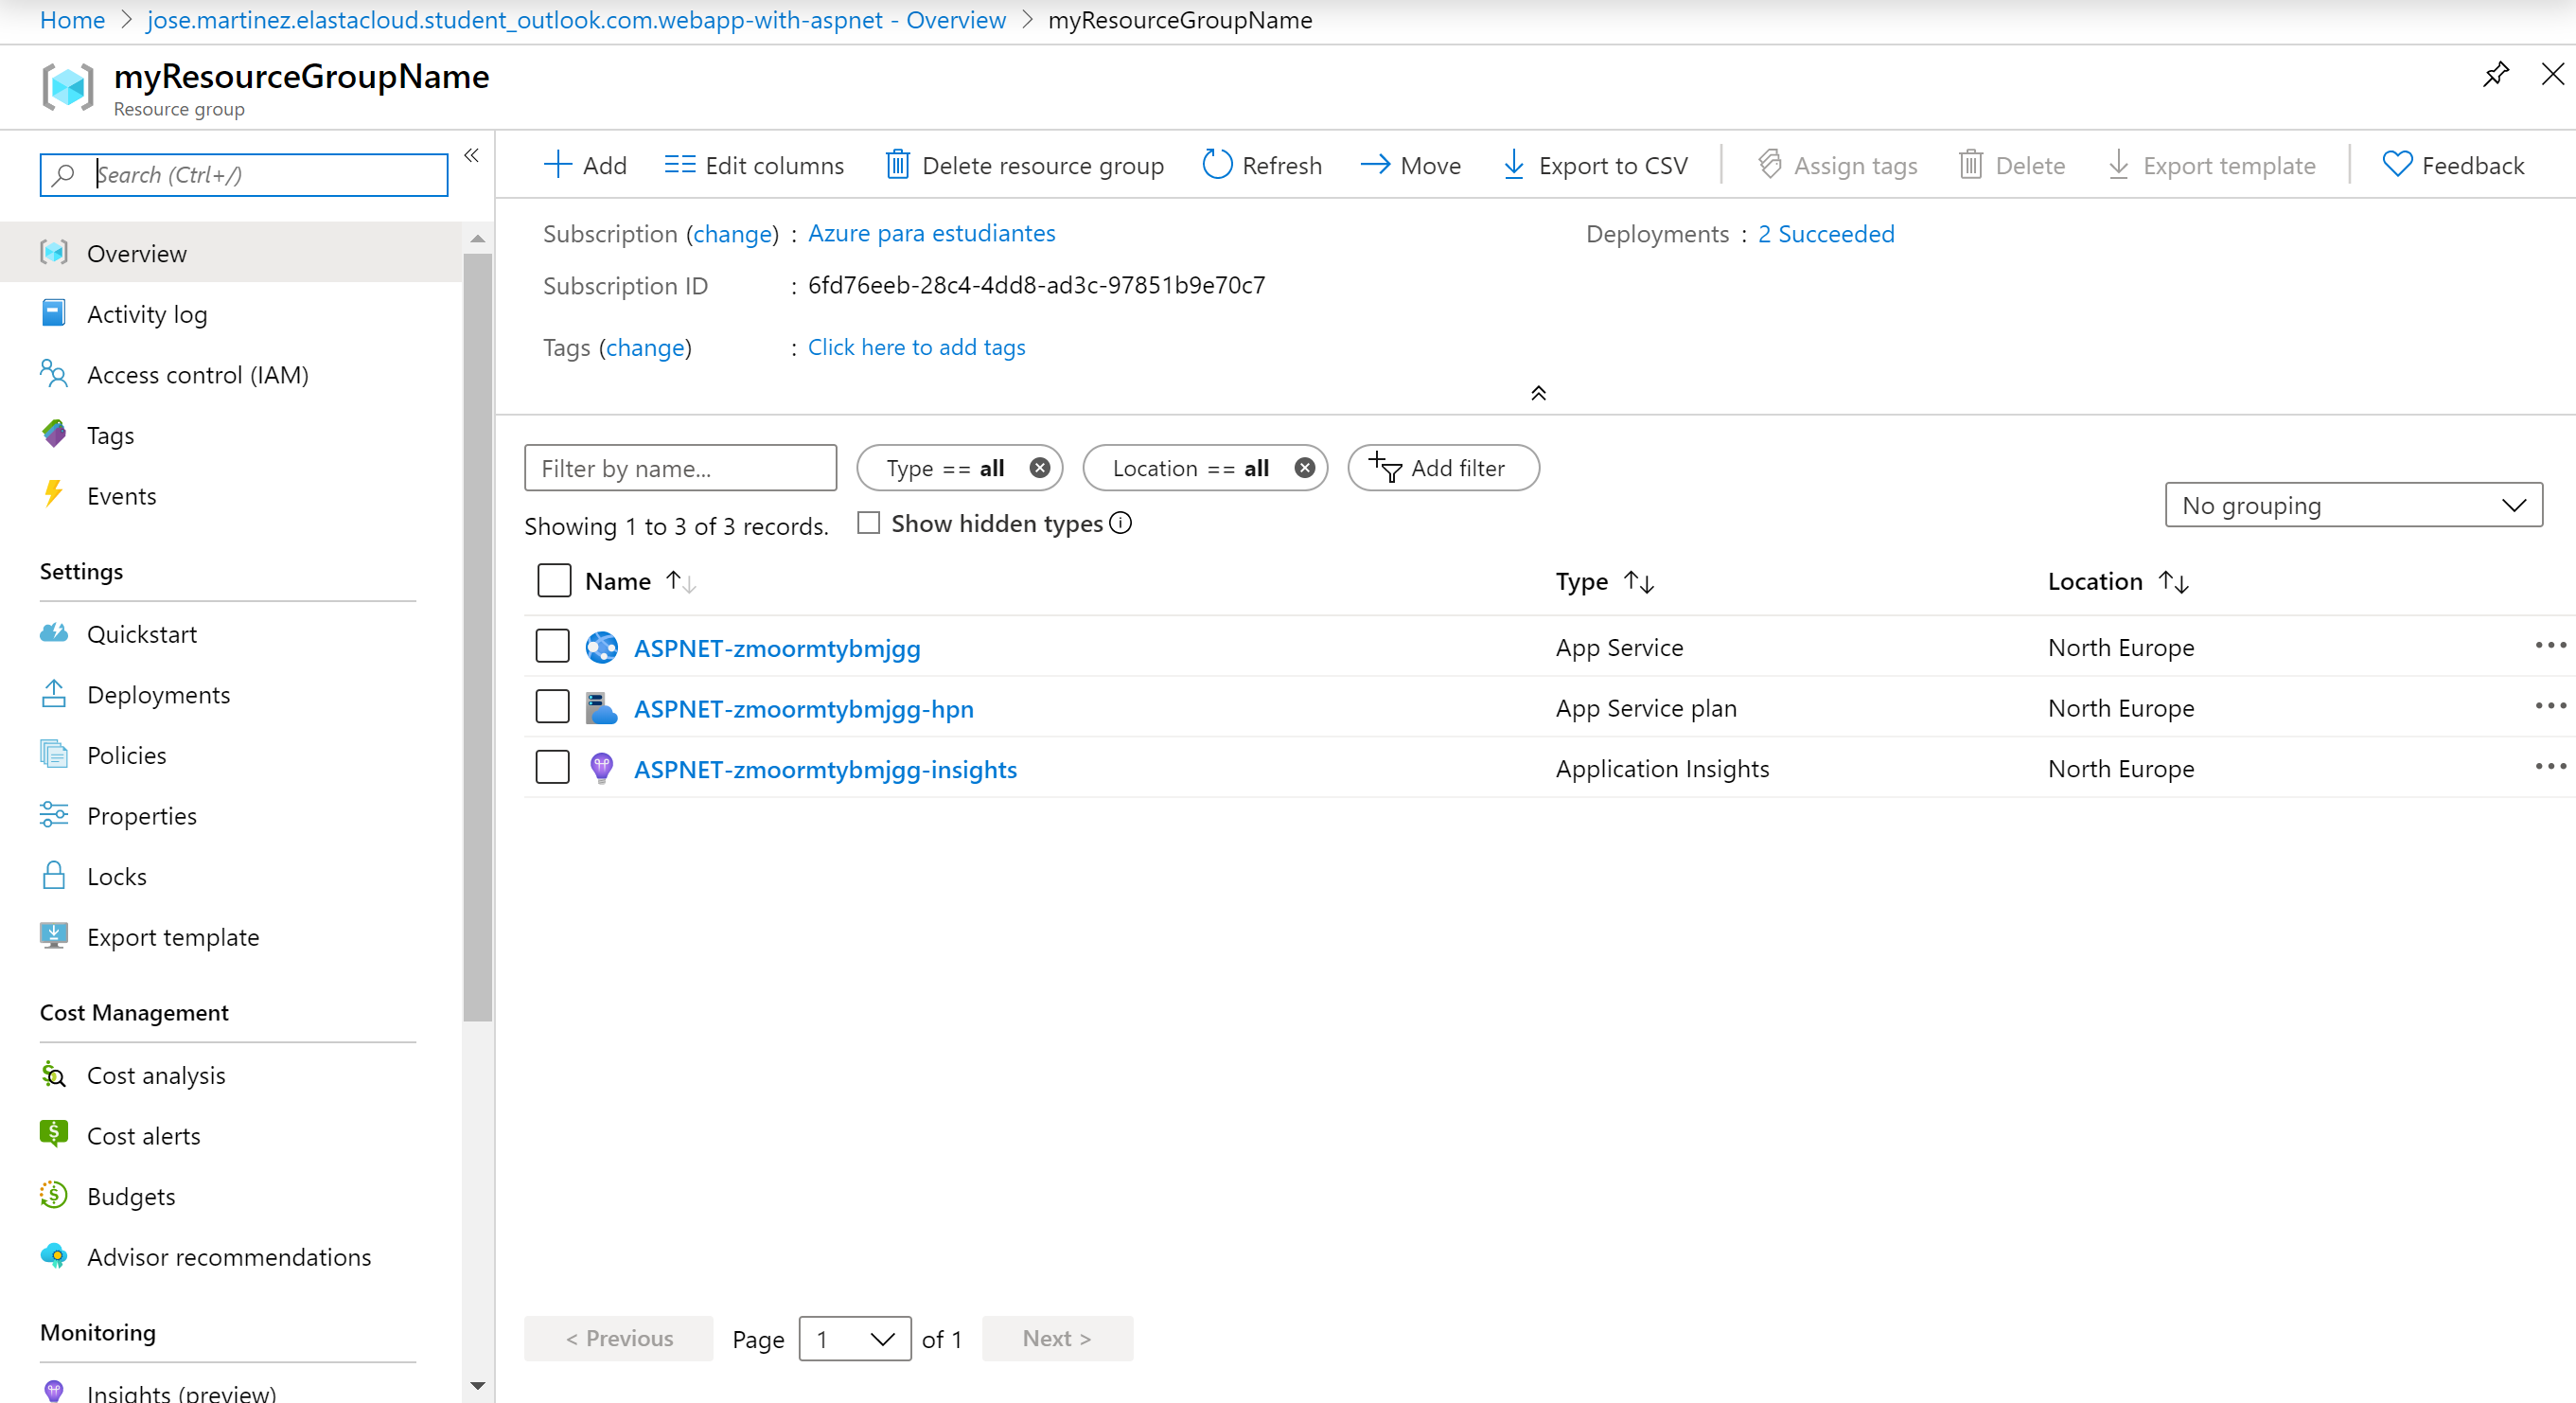 Home > jose.martinez.elastacloud.student_outlook.com.webapp-with-aspnet - Overview > myResourceGroupName
myResourceGroupName
Resource group
Search (Ctrl+/)
Overview
Activity log
Access control (IAM)
Tags
Events
Settings
Quickstart
Deployments
Policies
Properties
Locks
Export template
Cost Management
Cost analysis
Cost alerts
Budgets
Advisor recommendations
Monitoring
Insights (preview)
Add Edit columns Delete resource group Refresh Move Export to CSV Assign tags Delete Export template Feedback
Subscription (change) : Azure para estudiantes Deployments : 2 Succeeded
Subscription ID : 6fd76eeb-28c4-4dd8-ad3c-97851b9e70c7
Tags (change) : Click here to add tags
Filter by name... Type == all Location == all Add filter
No grouping
Showing 1 to 3 of 3 records. Show hidden types
Name Type Location
ASPNET-zmoormtybmjgg App Service North Europe
ASPNET-zmoormtybmjgg-hpn App Service plan North Europe
ASPNET-zmoormtybmjgg-insights Application Insights North Europe
< Previous Page 1 of 1 Next >